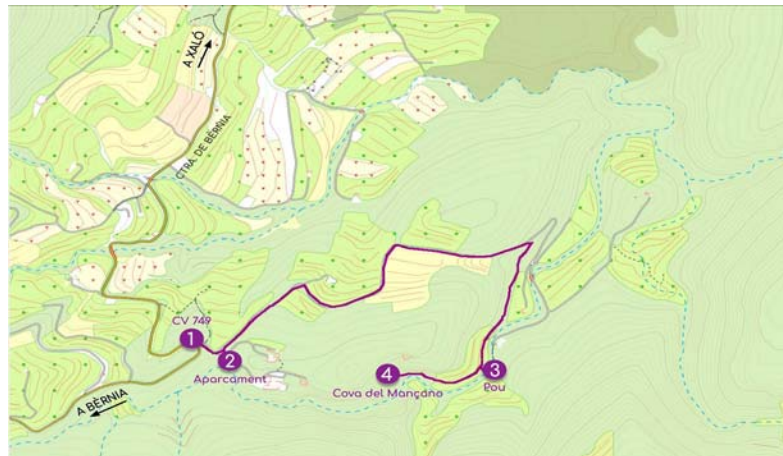 A XALÓ
CTRA. DE BÈRNIA
CV 749
1
2
Aparcament
4
Cova del Mançano
3
Pou
A BÈRNIA